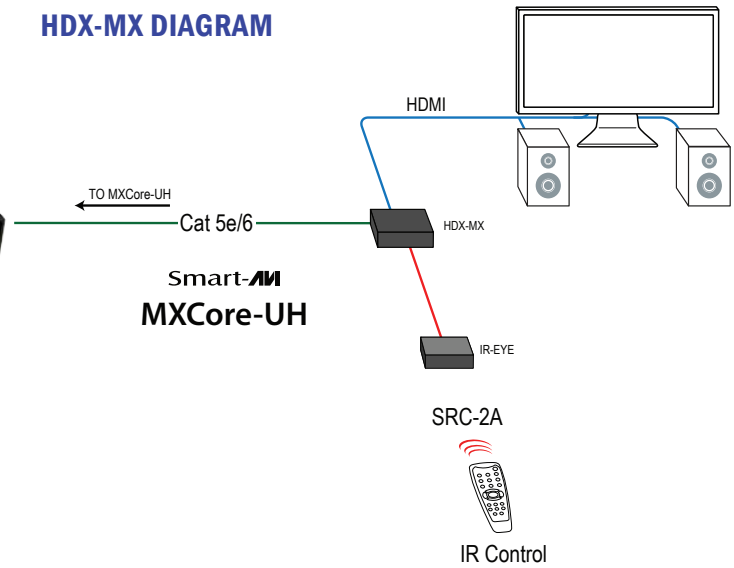 HDX-MX DIAGRAM
HDMI
TO MXCore-UH
Cat 5e/6
HDX-MX
Smart-AVI
MXCore-UH
IR-EYE
SRC-2A
IR Control